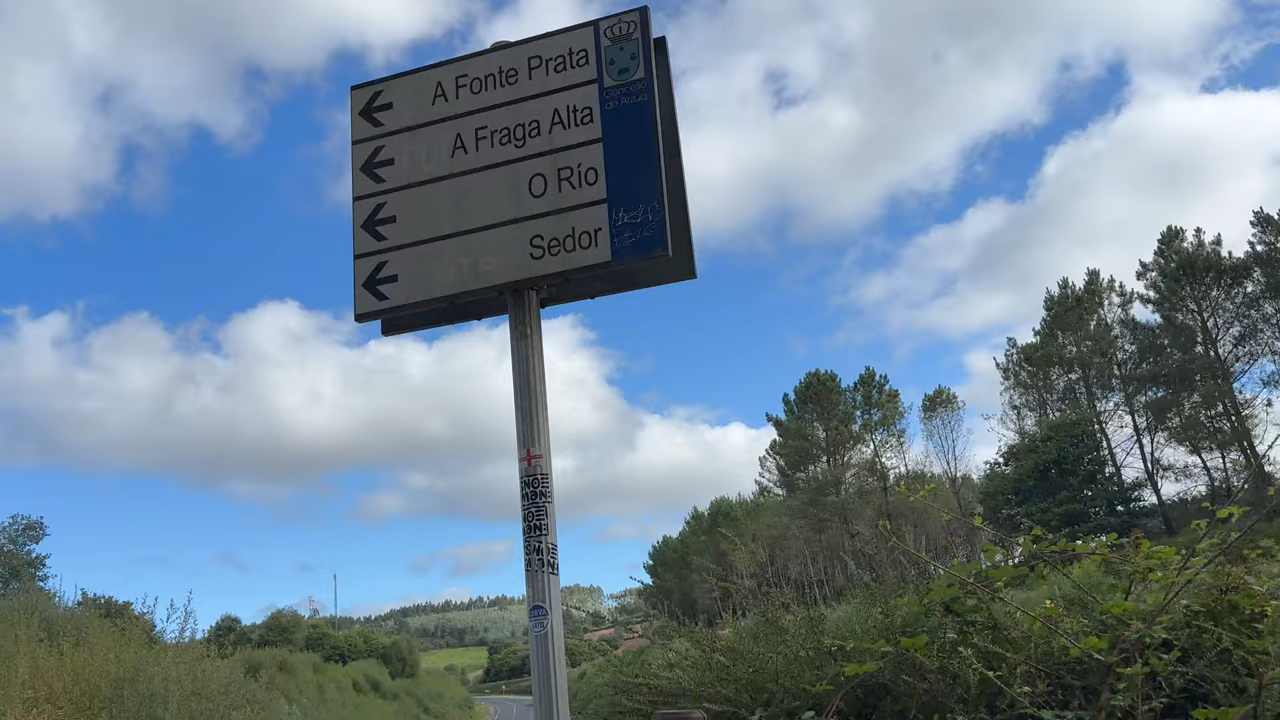 A Fonte Prata
A Fraga Alta
O Río
Sedor
Concello
de Arzúa